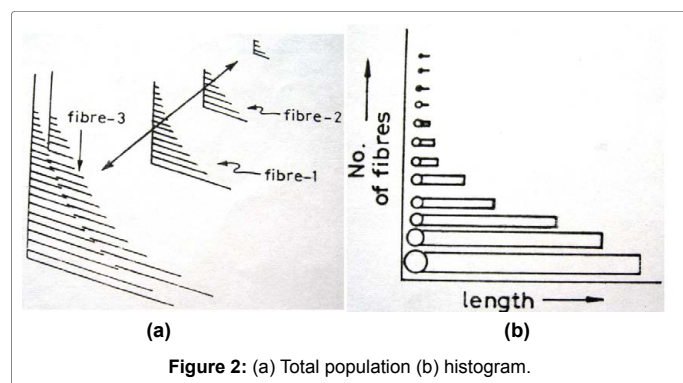 fibre-3
fibre-2
fibre-1
(a)
No.
of fibres
length
(b)
Figure 2: (a) Total population (b) histogram.